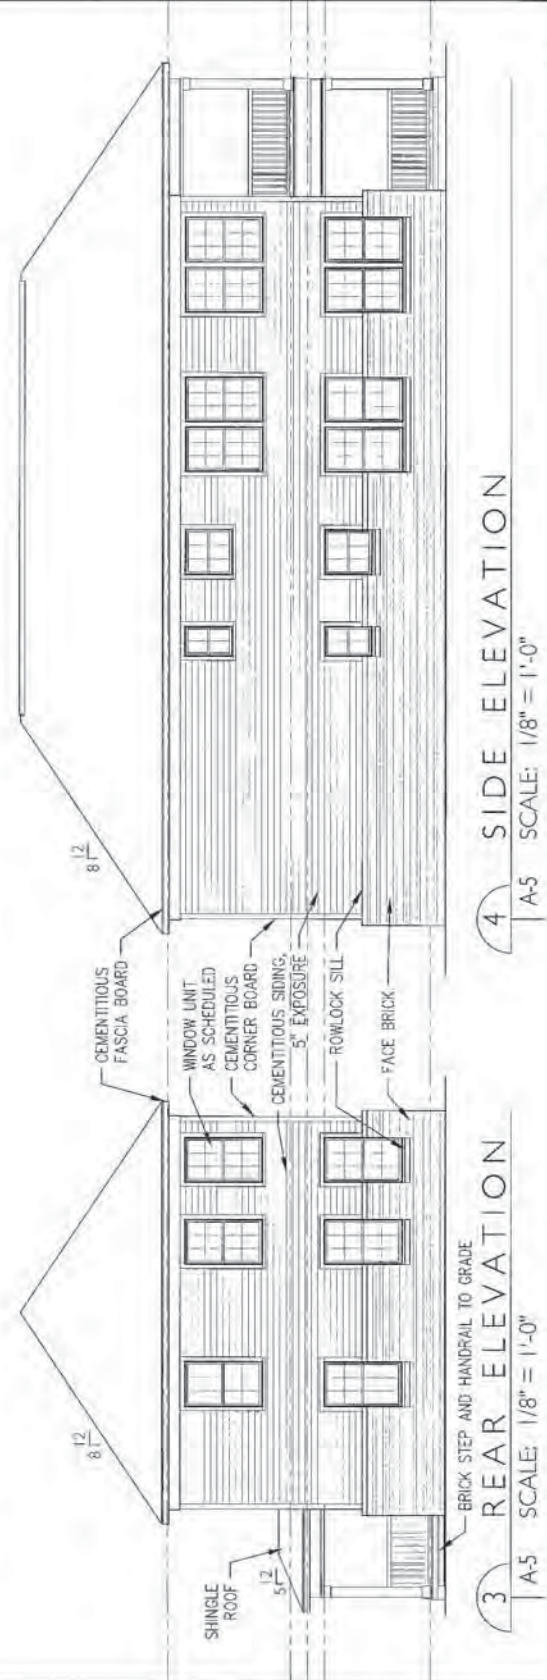 SHINGLE
ROOF
12
5
12
8
CEMENTITIOUS
FASCIA BOARD
WINDOW UNIT
AS SCHEDULED
CEMENTITIOUS
CORNER BOARD
CEMENTITIOUS SIDING,
5" EXPOSURE
ROWLOCK SILL
FACE BRICK
BRICK STEP AND HANDRAIL TO GRADE
3
REAR ELEVATION
A-5
SCALE: 1/8" = 1'-0"
12
8
4
SIDE ELEVATION
A-5
SCALE: 1/8" = 1'-0"